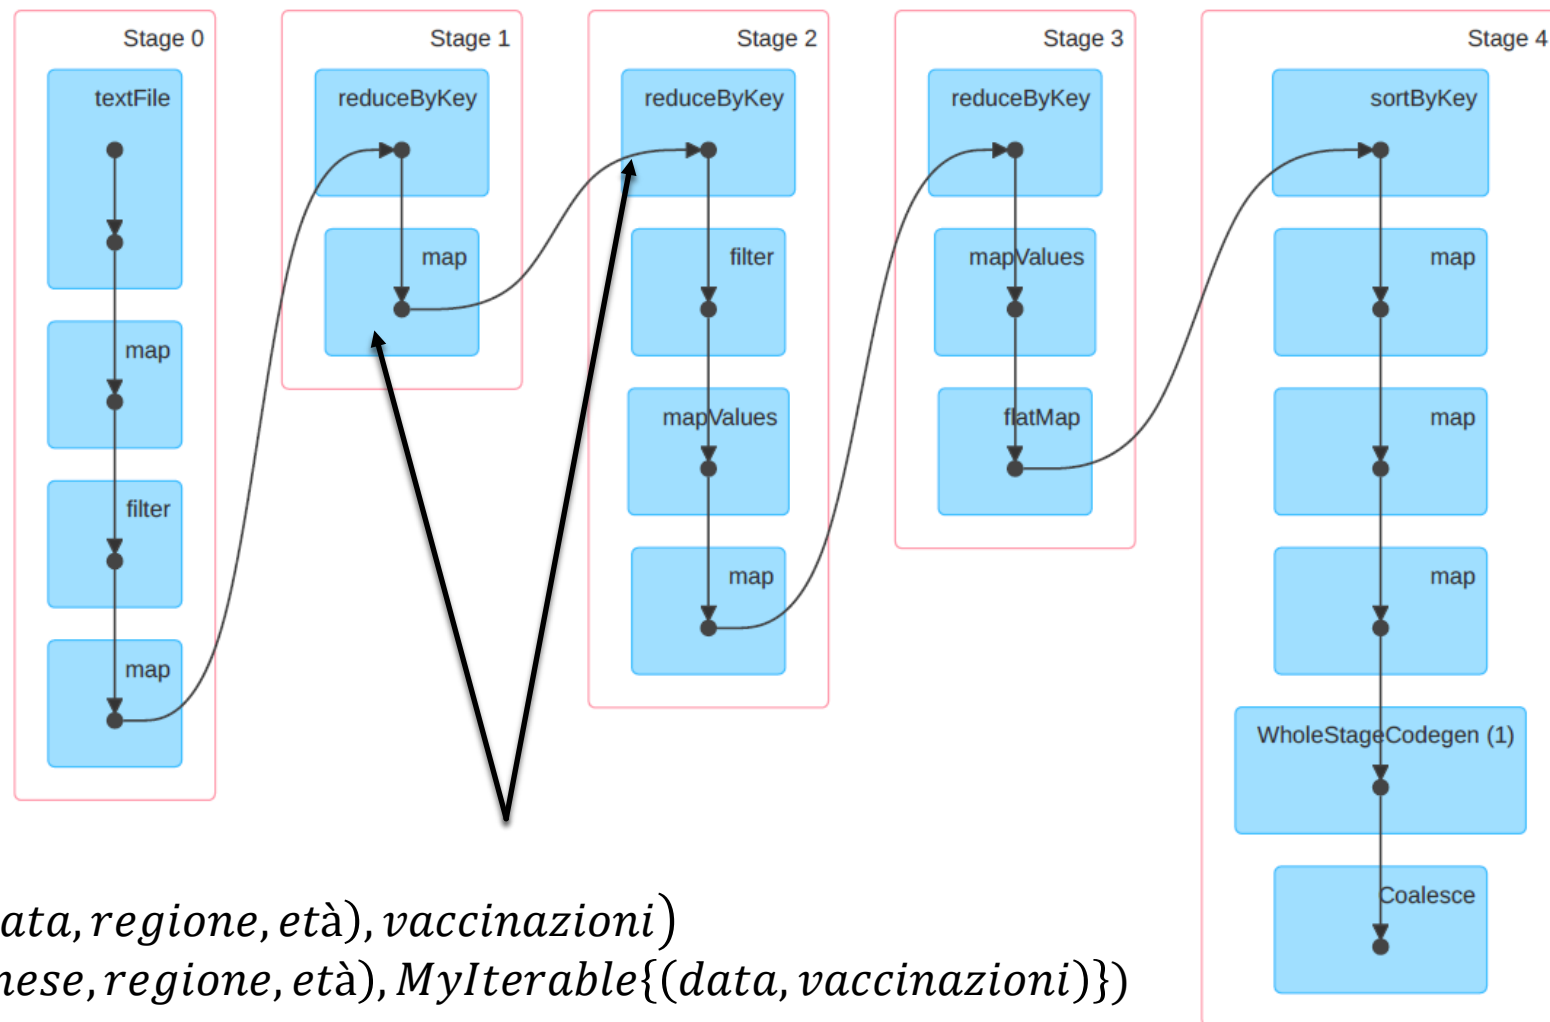 Stage 0
textFile
map
filter
map
Stage 1
reduceByKey
map
Stage 2
reduceByKey
filter
mapValues
map
Stage 3
reduceByKey
mapValues
flatMap
Stage 4
sortByKey
map
map
map
WholeStageCodegen (1)
Coalesce
ata, regione, età), vaccinazioni)
nese, regione, età), MyIterable{(data, vaccinazioni)})